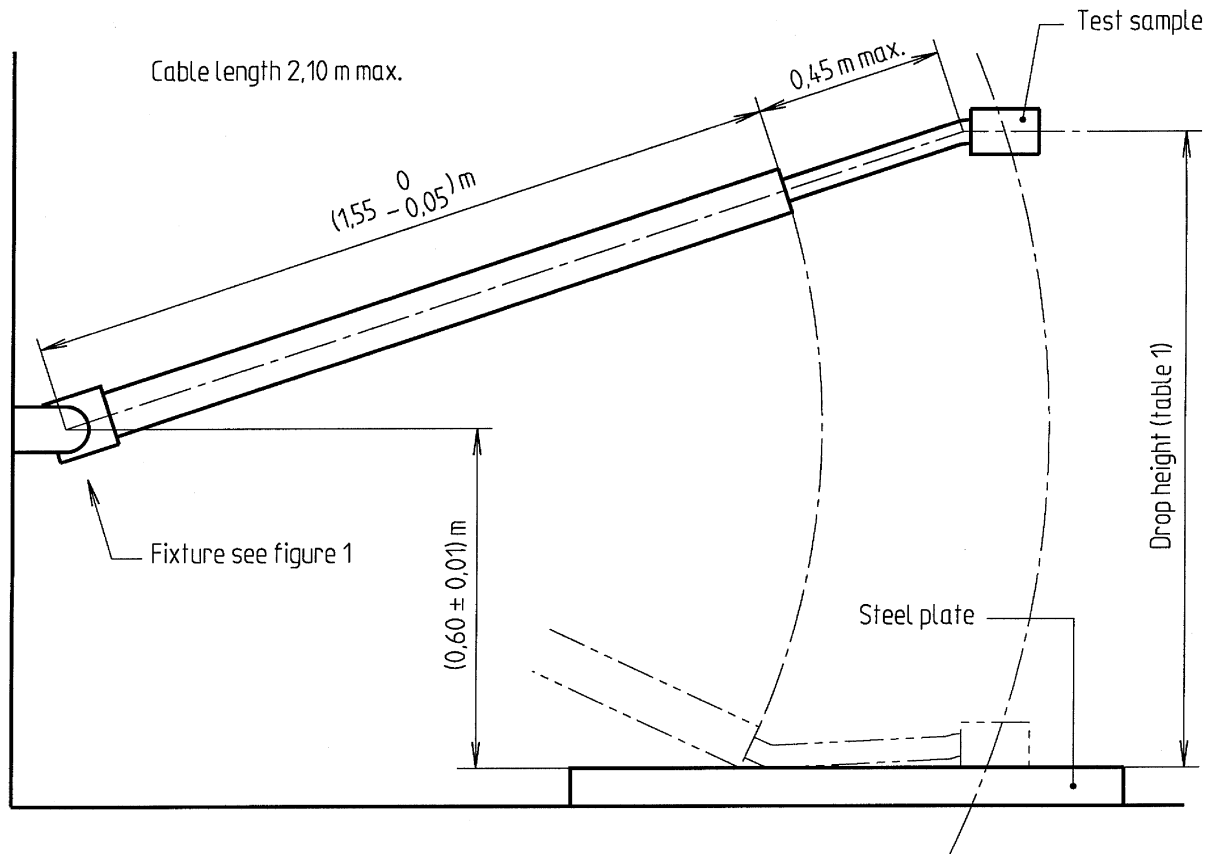 Test sample
Cable length 2,10 m max.
0,45 m max.
(1,55 0 − 0,05) m
Drop height (table 1)
Fixture see figure 1
(0,60 ± 0,01) m
Steel plate